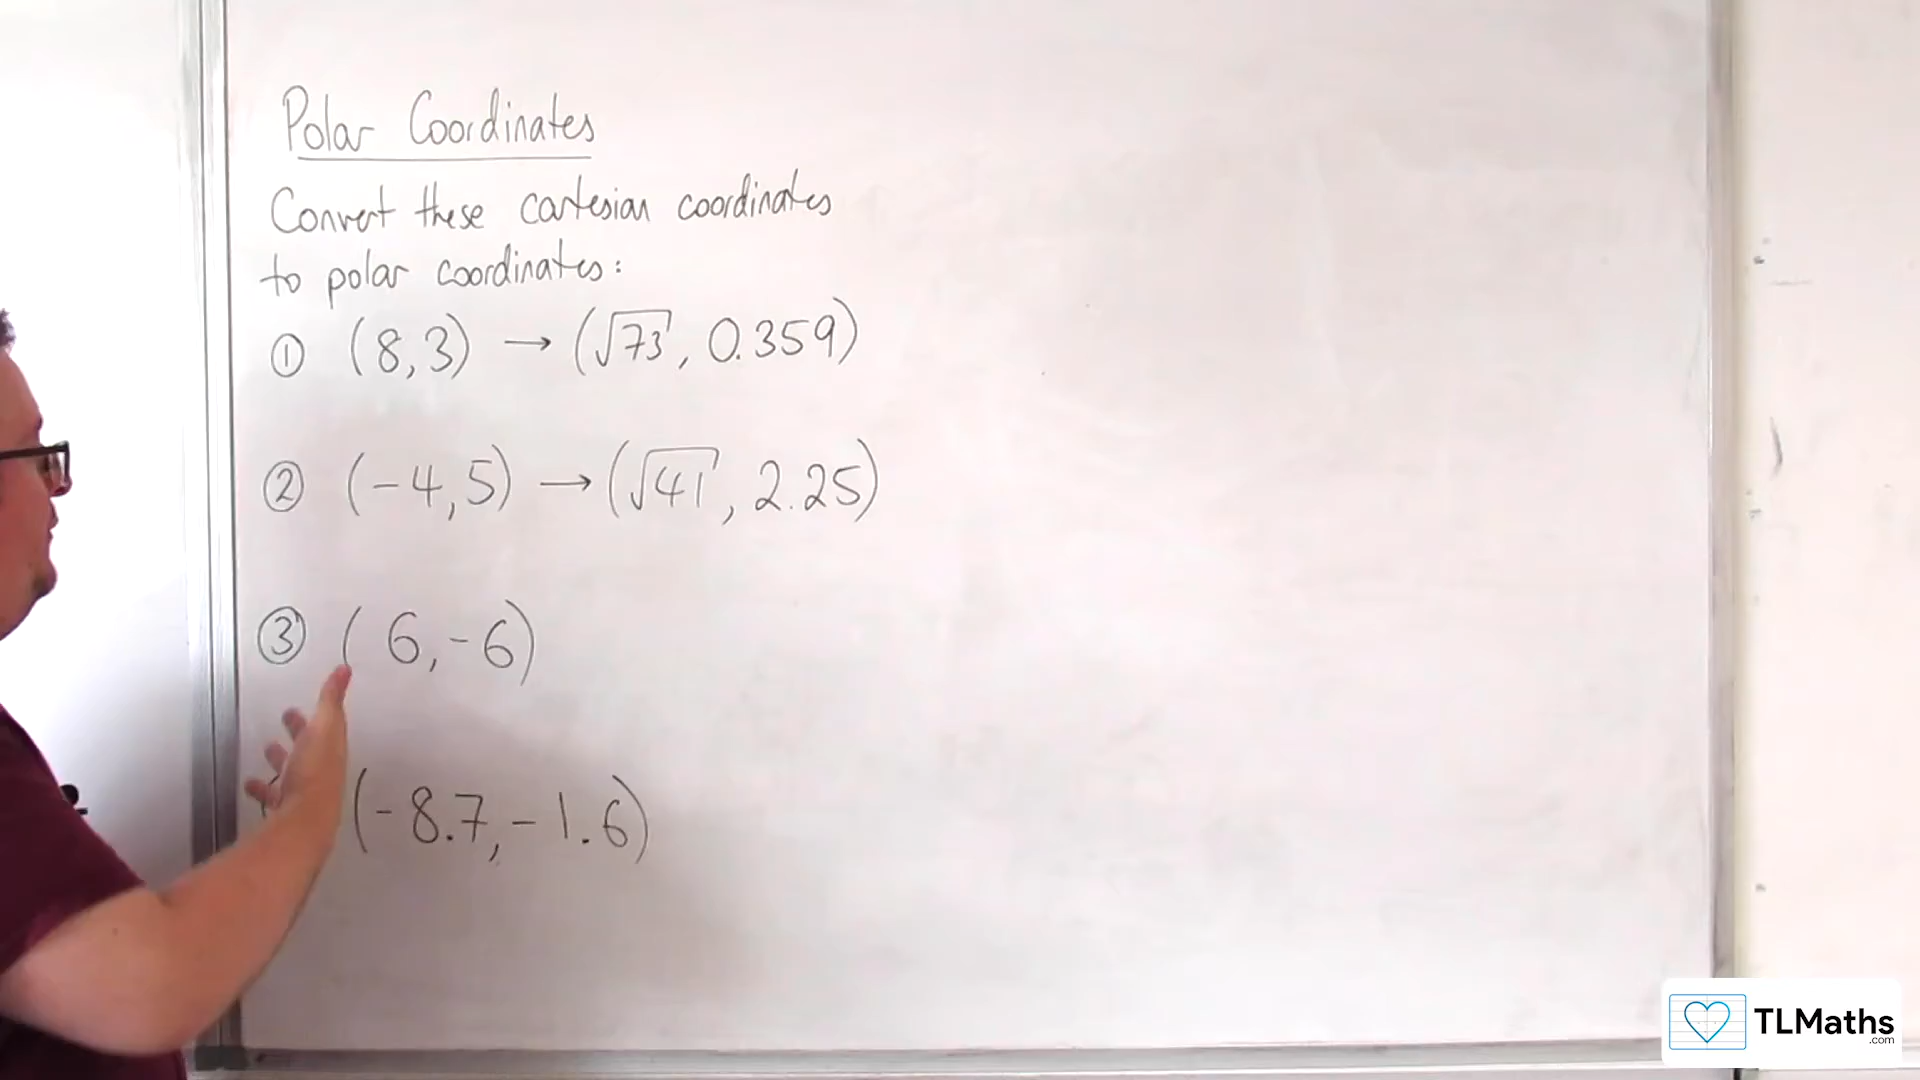 Polar Coordinates
Convert these cartesian coordinates
to polar coordinates:
① (8,3) → (√73, 0.359)
② (-4,5) → (√41, 2.25)
③ (6,-6)
(-8.7,-1.6)
TLMaths
.com